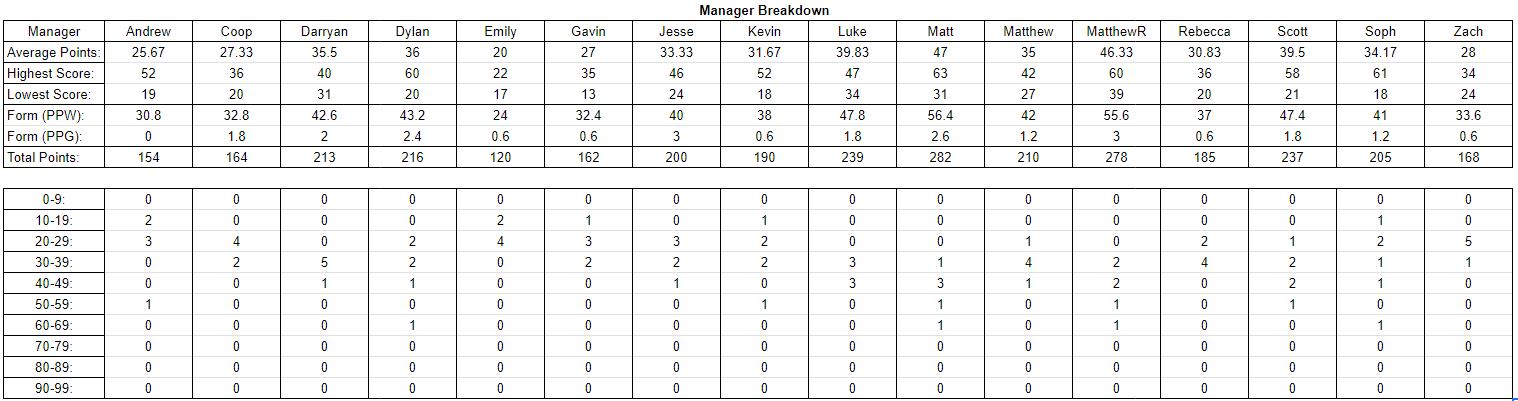 Manager Breakdown
Manager Andrew Coop Darryan Dylan Emily Gavin Jesse Kevin Luke Matt Matthew MatthewR Rebecca Scott Soph Zach
Average Points: 25.67 27.33 35.5 36 20 27 33.33 31.67 39.83 47 35 46.33 30.83 39.5 34.17 28
Highest Score: 52 36 40 60 22 35 46 52 47 63 42 60 36 58 61 34
Lowest Score: 19 20 31 20 17 13 24 18 34 31 27 39 20 21 18 24
Form (PPW): 30.8 32.8 42.6 43.2 24 32.4 40 38 47.8 56.4 42 55.6 37 47.4 41 33.6
Form (PPG): 0 1.8 2 2.4 0.6 0.6 3 0.6 1.8 2.6 1.2 3 0.6 1.8 1.2 0.6
Total Points: 154 164 213 216 120 162 200 190 239 282 210 278 185 237 205 168
0-9: 0 0 0 0 0 0 0 0 0 0 0 0 0 0 0 0
10-19: 2 0 0 0 2 1 0 1 0 0 0 0 0 0 1 0
20-29: 3 4 0 2 4 3 3 2 0 0 1 0 2 1 2 5
30-39: 0 2 5 2 0 2 2 2 3 1 4 2 4 2 1 1
40-49: 0 0 1 1 0 0 1 0 3 3 1 2 0 2 1 0
50-59: 1 0 0 0 0 0 0 1 0 1 0 1 0 1 0 0
60-69: 0 0 0 1 0 0 0 0 0 1 0 1 0 0 1 0
70-79: 0 0 0 0 0 0 0 0 0 0 0 0 0 0 0 0
80-89: 0 0 0 0 0 0 0 0 0 0 0 0 0 0 0 0
90-99: 0 0 0 0 0 0 0 0 0 0 0 0 0 0 0 0